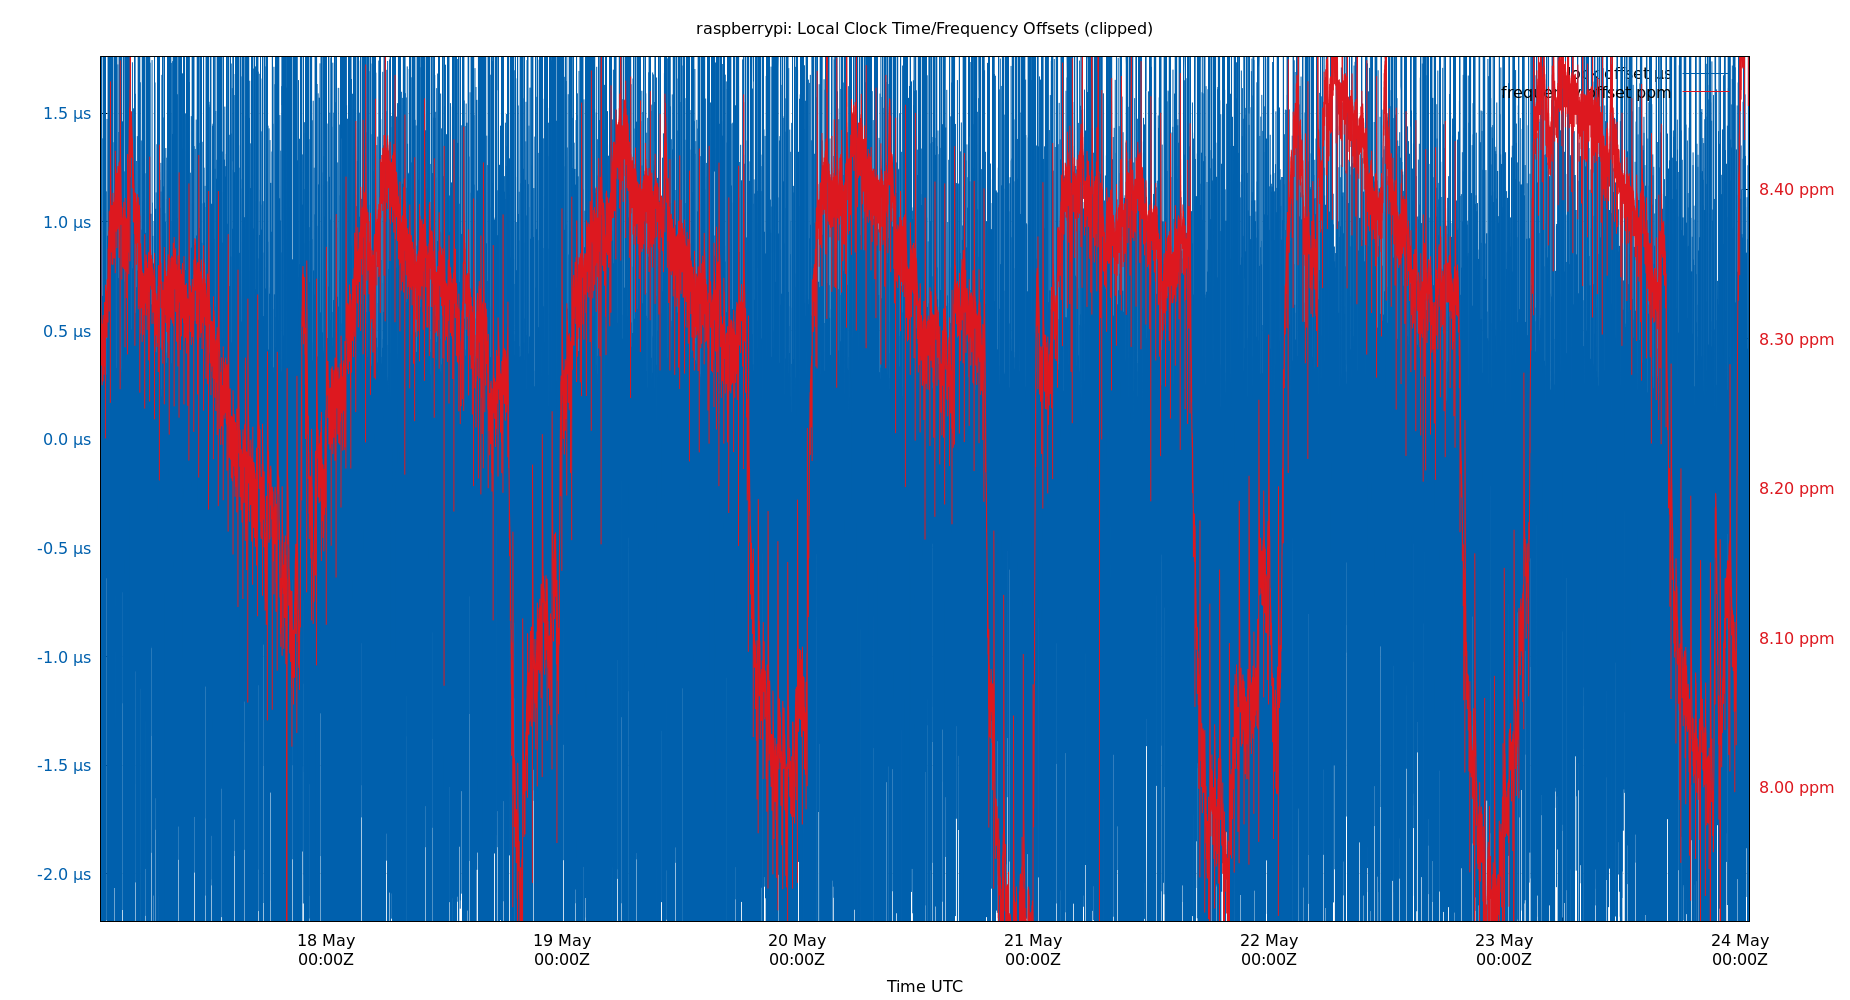 raspberrypi: Local Clock Time/Frequency Offsets (clipped)
offset µs
offset ppm
1.5 µs
1.0 µs
0.5 µs
0.0 µs
-0.5 µs
-1.0 µs
-1.5 µs
-2.0 µs
8.40 ppm
8.30 ppm
8.20 ppm
8.10 ppm
8.00 ppm
18 May
00:00Z
19 May
00:00Z
20 May
00:00Z
21 May
00:00Z
22 May
00:00Z
23 May
00:00Z
24 May
00:00Z
Time UTC